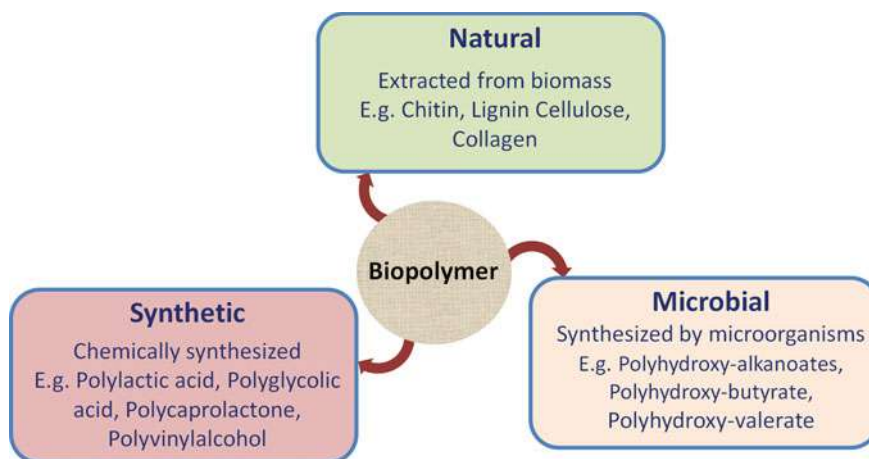 Natural
Extracted from biomass
E.g. Chitin, Lignin Cellulose,
Collagen
Biopolymer
Synthetic
Chemically synthesized
E.g. Polylactic acid, Polyglycolic
acid, Polycaprolactone,
Polyvinylalcohol
Microbial
Synthesized by microorganisms
E.g. Polyhydroxy-alkanoates,
Polyhydroxy-butyrate,
Polyhydroxy-valerate